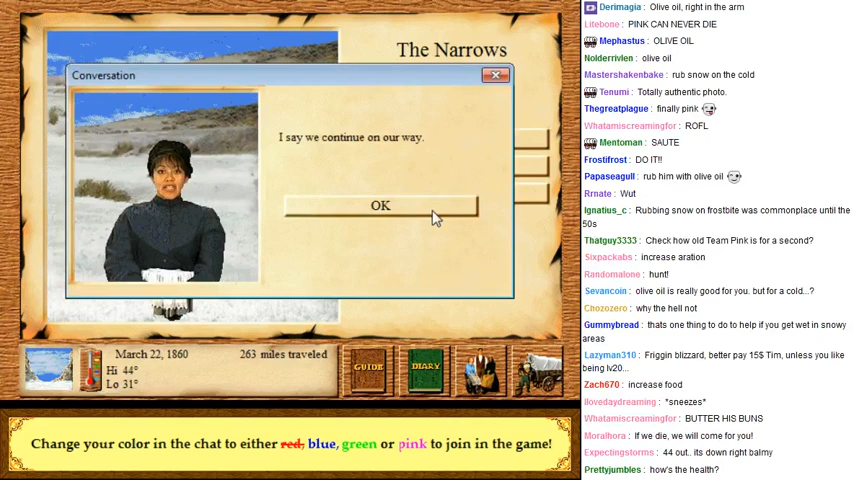 The Narrows
Conversation
I say we continue on our way.
OK
March 22, 1860
263 miles traveled
Hi 44°
Lo 31°
GUIDE
DIARY
Change your color in the chat to either red, blue, green or pink to join in the game!
Derimagia : Olive oil, right in the arm
Litebone : PINK CAN NEVER DIE
Mephastus : OLIVE OIL
Nolderrivlen : olive oil
Mastershakenbake : rub snow on the cold
Tenumi : Totally authentic photo.
Thegreatplague : finally pink
Whatamiscreamingfor : ROFL
Mentoman : SAUTE
Frostifrost : DO IT!!
Papaseagull : rub him with olive oil
Rrnate : Wut
Ignatius_c : Rubbing snow on frostbite was commonplace until the
50s
Thatguy3333 : Check how old Team Pink is for a second?
Sixpackabs : increase aration
Randomalone : hunt!
Sevancoin : olive oil is really good for you. but for a cold...?
Chozozero : why the hell not
Gummybread : thats one thing to do to help if you get wet in snowy
areas
Lazyman310 : Friggin blizzard, better pay 15$ Tim, unless you like
being lv20...
Zach670 : increase food
Ilovedaydreaming : *sneezes*
Whatamiscreamingfor : BUTTER HIS BUNS
Moralhora : If we die, we will come for you!
Expectingstorms : 44 out.. its down right balmy
Prettyjumbles : how's the health?